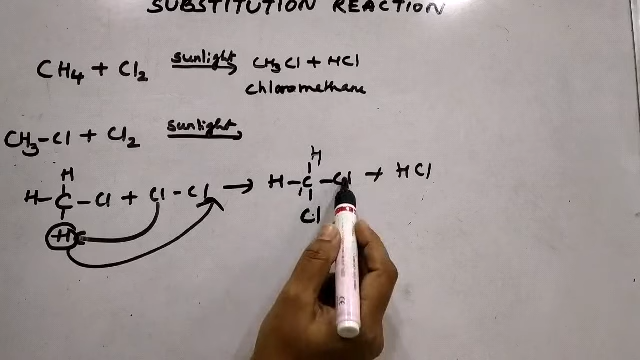 SUBSTITUTION REACTION
CH4 + Cl2 sunlight → CH3Cl + HCl
Chloromethane
CH3-Cl + Cl2 sunlight →
H H
H-C-Cl + Cl-Cl → H-C-Cl + HCl
H Cl